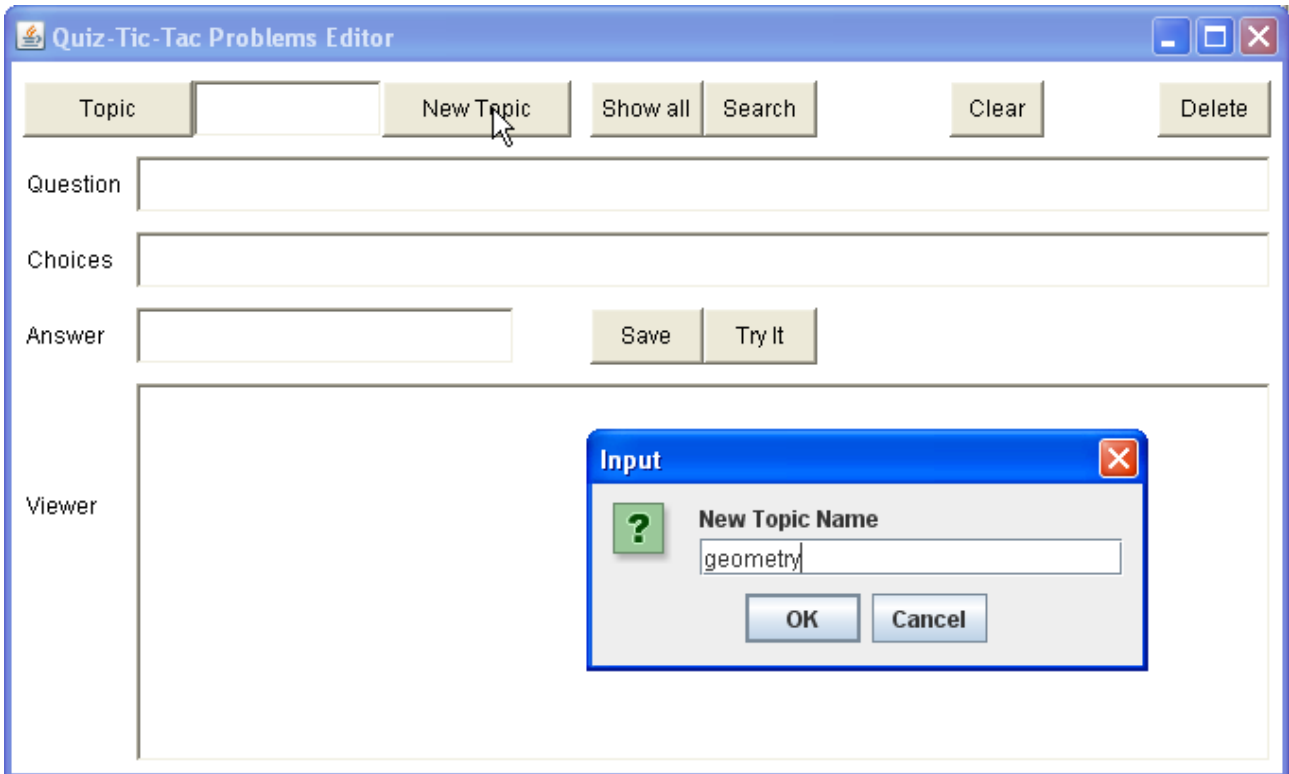 Quiz-Tic-Tac Problems Editor
Topic New Topic Show all Search Clear Delete
Question
Choices
Answer Save Try It
Viewer
Input
? New Topic Name
geometry
OK Cancel